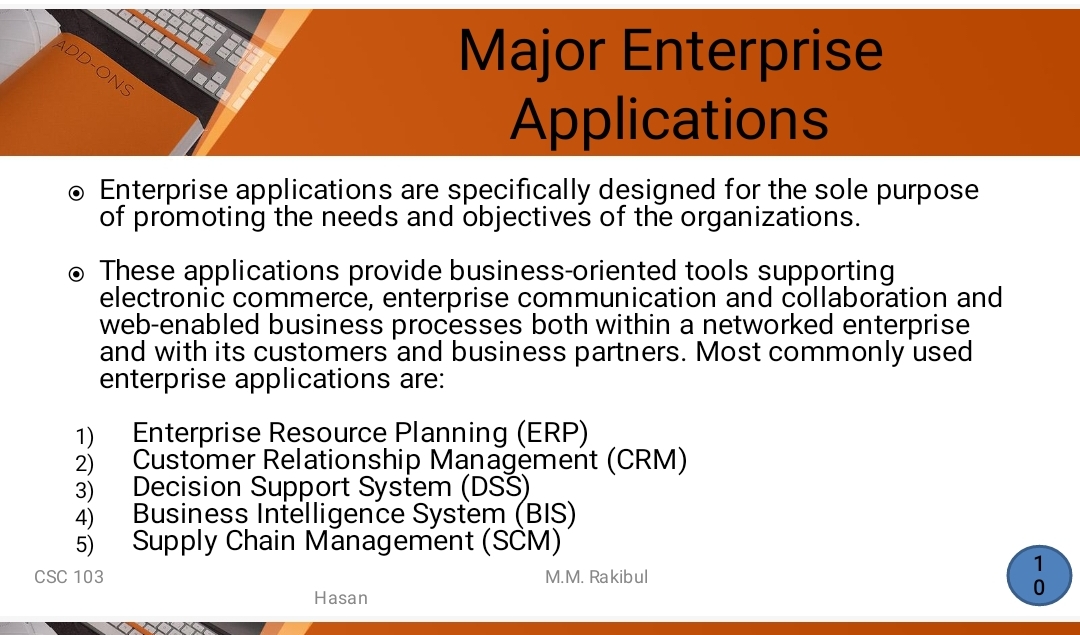 ADD-ONS
Major Enterprise
Applications
Enterprise applications are specifically designed for the sole purpose
of promoting the needs and objectives of the organizations.
These applications provide business-oriented tools supporting
electronic commerce, enterprise communication and collaboration and
web-enabled business processes both within a networked enterprise
and with its customers and business partners. Most commonly used
enterprise applications are:
1) Enterprise Resource Planning (ERP)
2) Customer Relationship Management (CRM)
3) Decision Support System (DSS)
4) Business Intelligence System (BIS)
5) Supply Chain Management (SCM)
CSC 103 M.M. Rakibul
Hasan
1
0